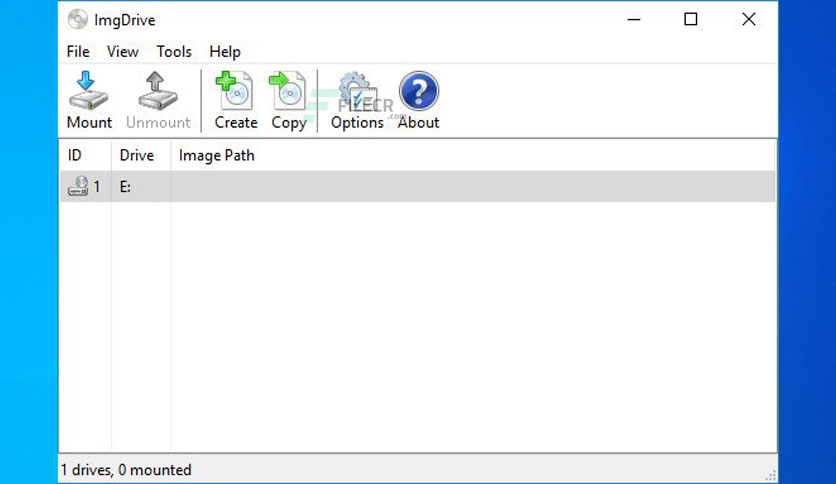 ImgDrive
File View Tools Help
Mount Unmount Create Copy Options About
FILECR
.com
ID Drive Image Path
1 E:
1 drives, 0 mounted